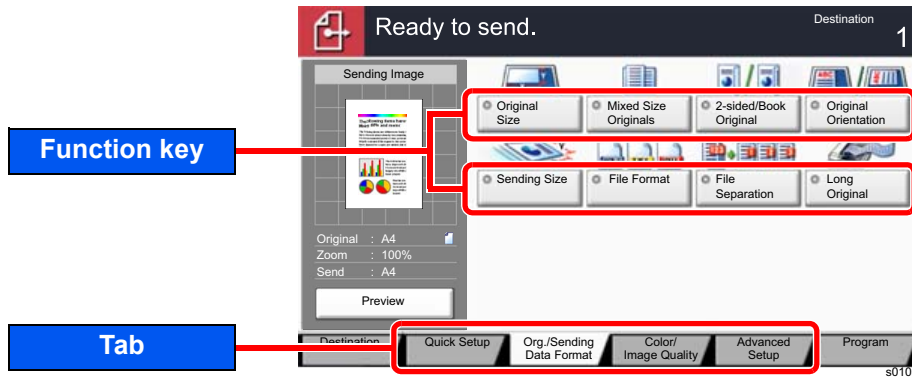 Ready to send.
Destination
1
Sending Image
Original
Size
Mixed Size
Originals
2-sided/Book
Original
Original
Orientation
Function key
Sending Size
File Format
File
Separation
Long
Original
Original : A4
Zoom : 100%
Send : A4
Preview
Tab
Destination
Quick Setup
Org./Sending
Data Format
Color/
Image Quality
Advanced
Setup
Program
s010